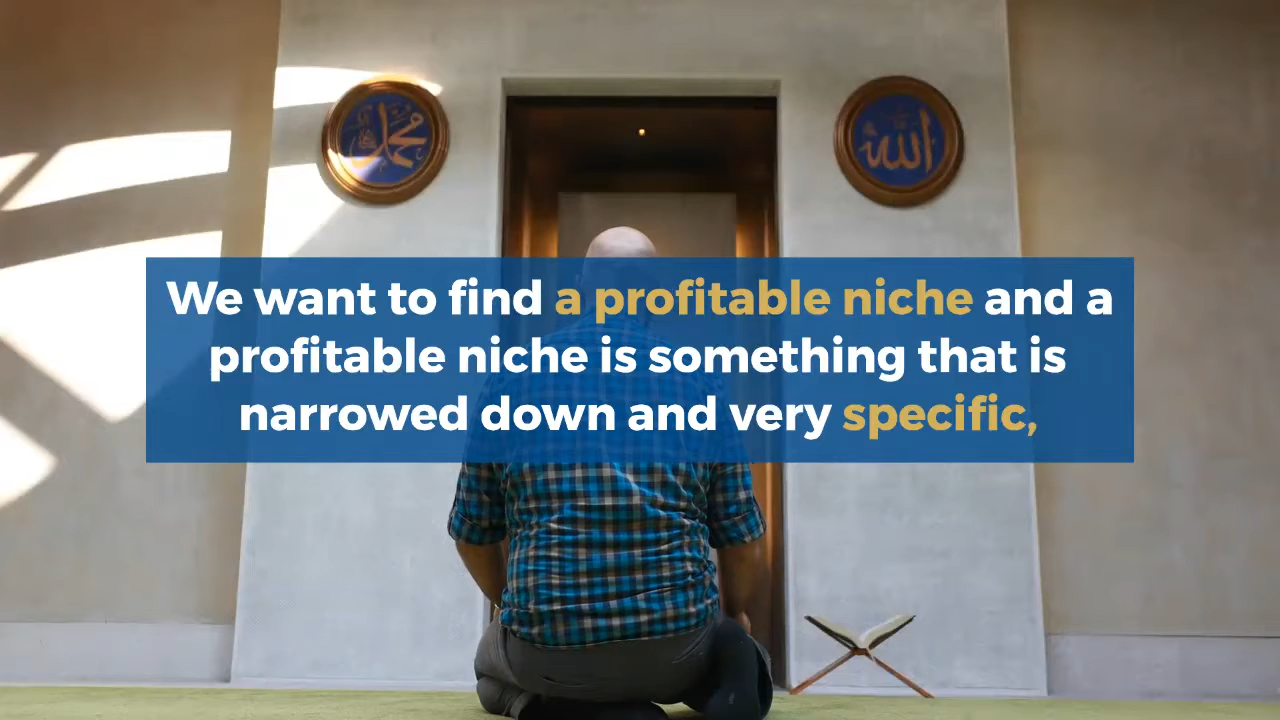 محمد
الله
We want to find a profitable niche and a
profitable niche is something that is
narrowed down and very specific,